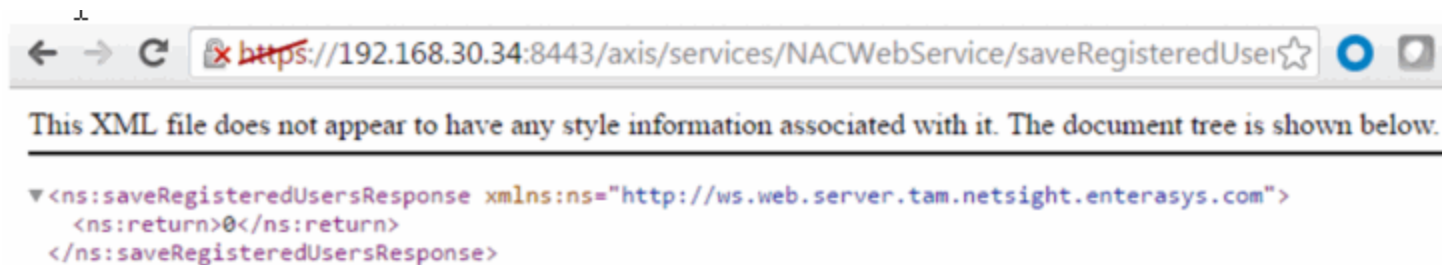 https://192.168.30.34:8443/axis/services/NACWebService/saveRegisteredUser
This XML file does not appear to have any style information associated with it. The document tree is shown below.
▼<ns:saveRegisteredUsersResponse xmlns:ns="http://ws.web.server.tam.netsight.enterasys.com">
<ns:return>0</ns:return>
</ns:saveRegisteredUsersResponse>